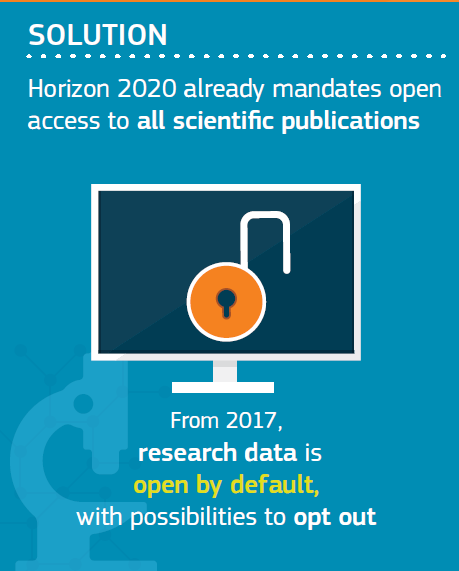 SOLUTION
Horizon 2020 already mandates open
access to all scientific publications
From 2017,
research data is
open by default,
with possibilities to opt out